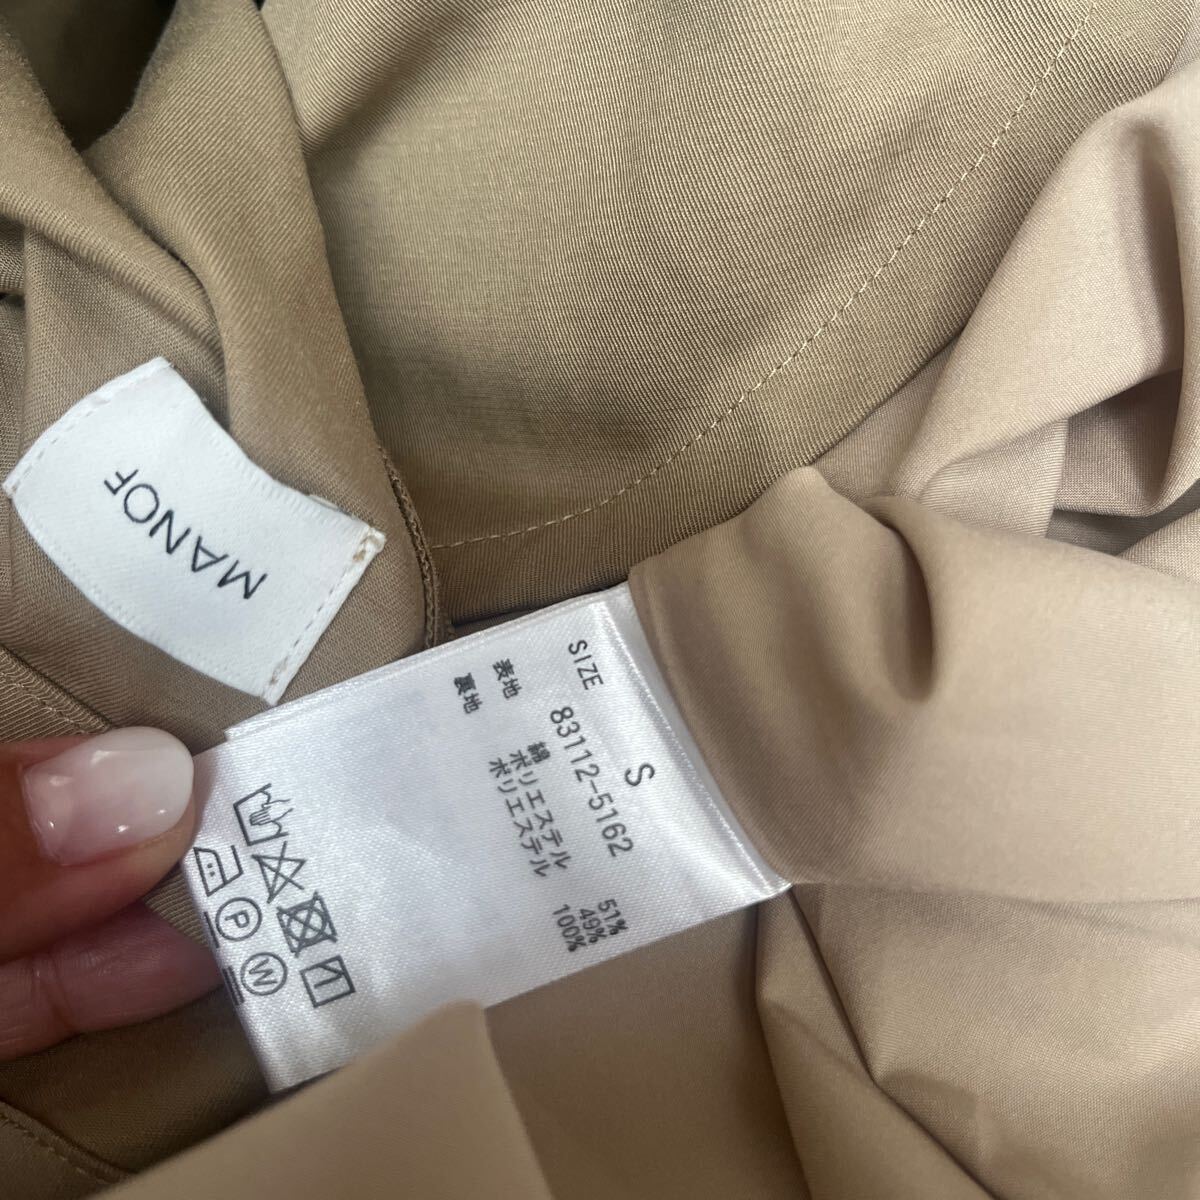 MANOF
SIZE S
83112-5162
表地 綿 51%
ポリエステル 49%
裏地 ポリエステル 100%
P W